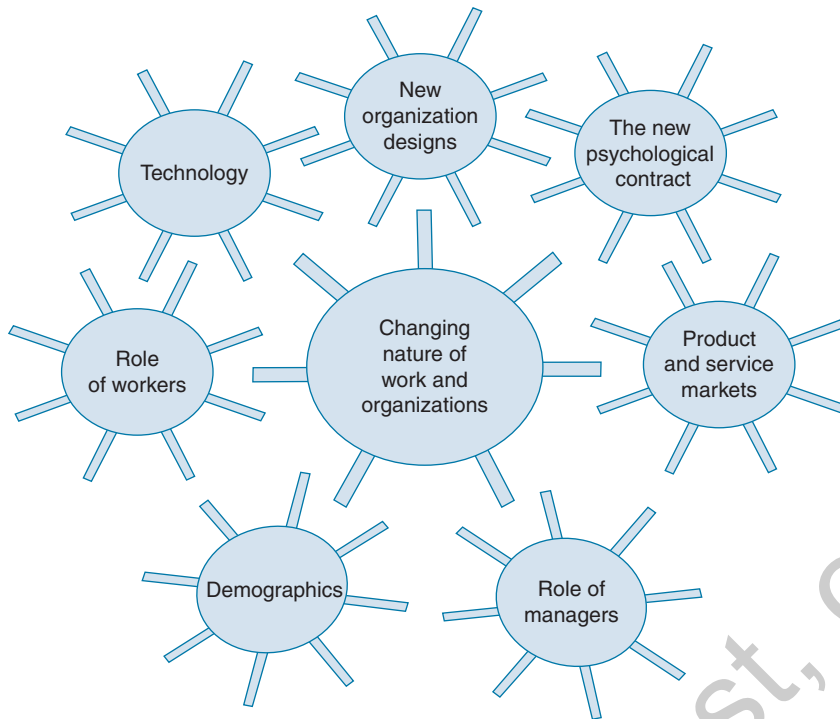 New
organization
designs
The new
psychological
contract
Technology
Changing
nature of
work and
organizations
Product
and service
markets
Role
of workers
Demographics
Role of
managers
st,